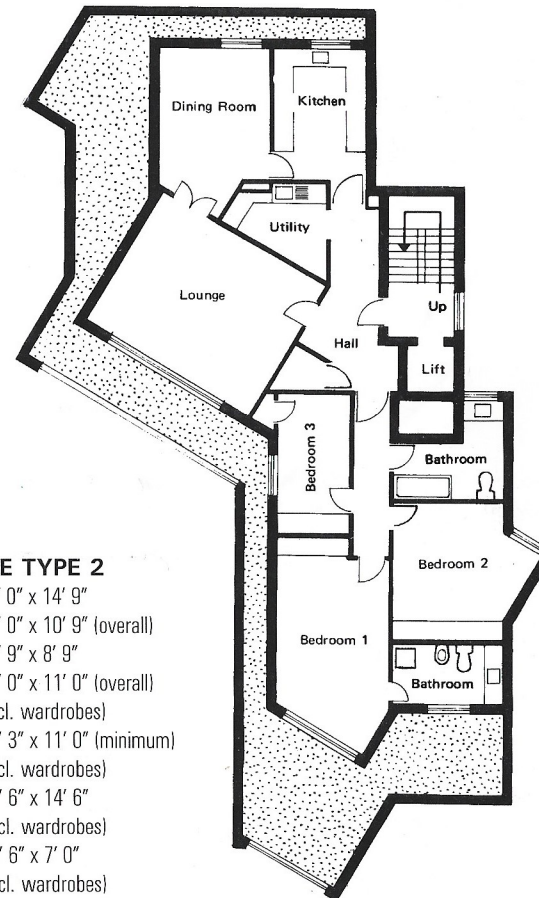 Dining Room
Kitchen
Utility
Lounge
Up
Hall
Lift
Bedroom 3
Bathroom
Bedroom 2
Bedroom 1
Bathroom
E TYPE 2
0" x 14' 9"
0" x 10' 9" (overall)
9" x 8' 9"
0" x 11' 0" (overall)
cl. wardrobes)
3" x 11' 0" (minimum)
cl. wardrobes)
6" x 14' 6"
cl. wardrobes)
6" x 7' 0"
cl. wardrobes)